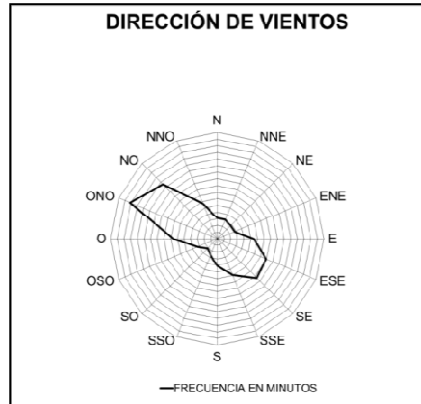 DIRECCIÓN DE VIENTOS
N
NNO
NNE
NO
NE
ONO
ENE
O
E
OSO
ESE
SO
SE
SSO
SSE
S
FRECUENCIA EN MINUTOS